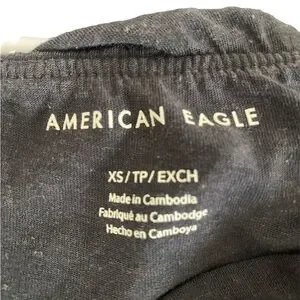 AMERICAN EAGLE
XS/TP/EXCH
Made in Cambodia
Fabriqué au Cambodge
Hecho en Camboya